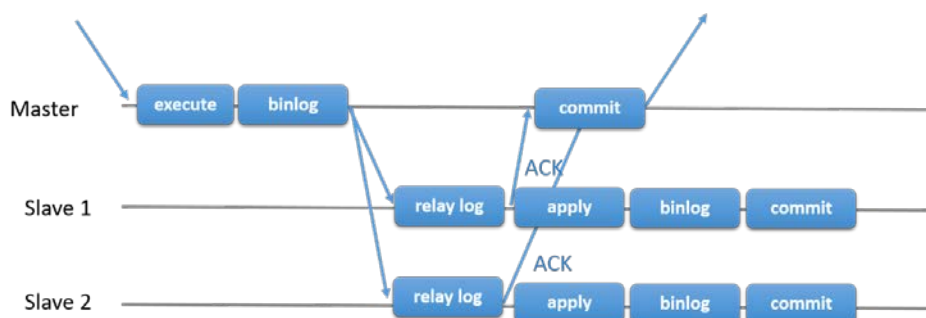 Master execute binlog commit
ACK
Slave 1 relay log apply binlog commit
ACK
Slave 2 relay log apply binlog commit